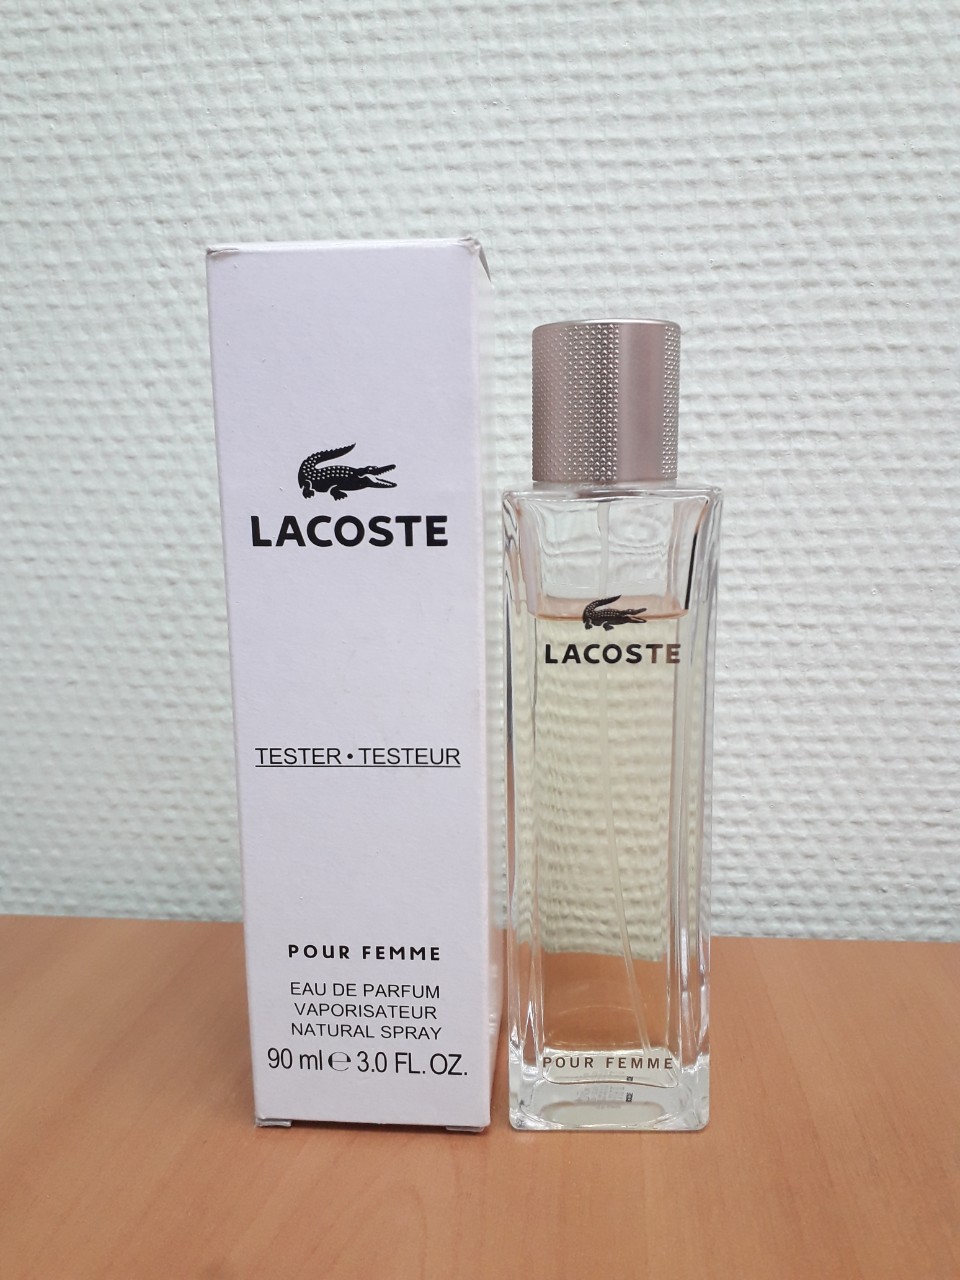 LACOSTE
TESTER • TESTEUR
POUR FEMME
EAU DE PARFUM
VAPORISATEUR
NATURAL SPRAY
90 ml ℮ 3.0 FL. OZ.
LACOSTE
POUR FEMME